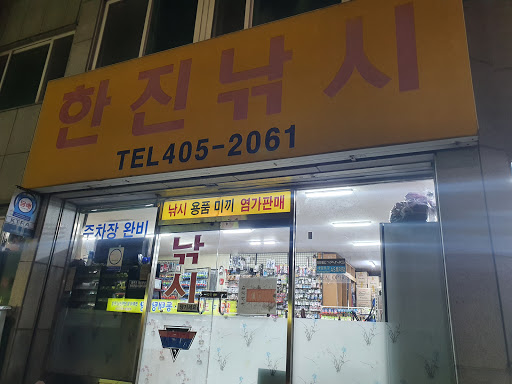 한진낚시
TEL 405-2061
낚시 용품 미끼 염가판매
주차장 완비
낚
시